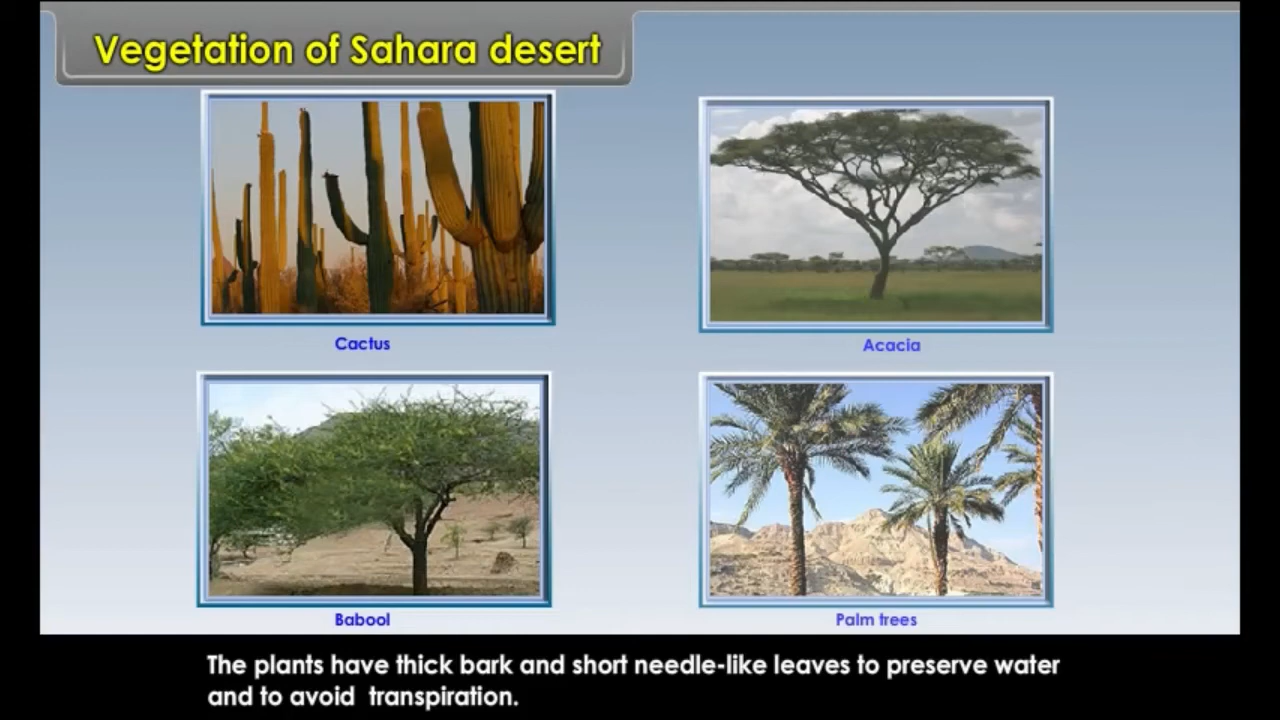 Vegetation of Sahara desert
Cactus
Acacia
Babool
Palm trees
The plants have thick bark and short needle-like leaves to preserve water
and to avoid transpiration.